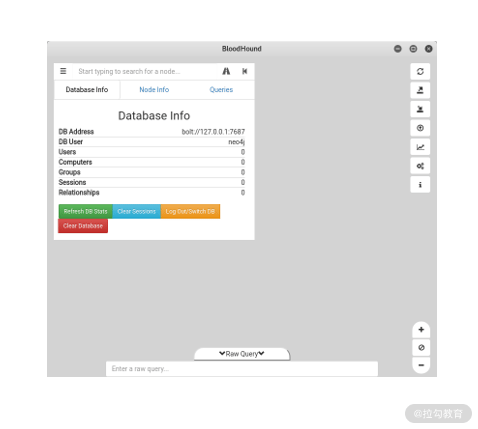 BloodHound
Start typing to search for a node...
Database Info Node Info Queries
Database Info
DB Address bolt://127.0.0.1:7687
DB User neo4j
Users 0
Computers 0
Groups 0
Sessions 0
Relationships 0
Refresh DB Stats Clear Sessions Log Out/Switch DB
Clear Database
Raw Query
Enter a raw query...
@拉勾教育